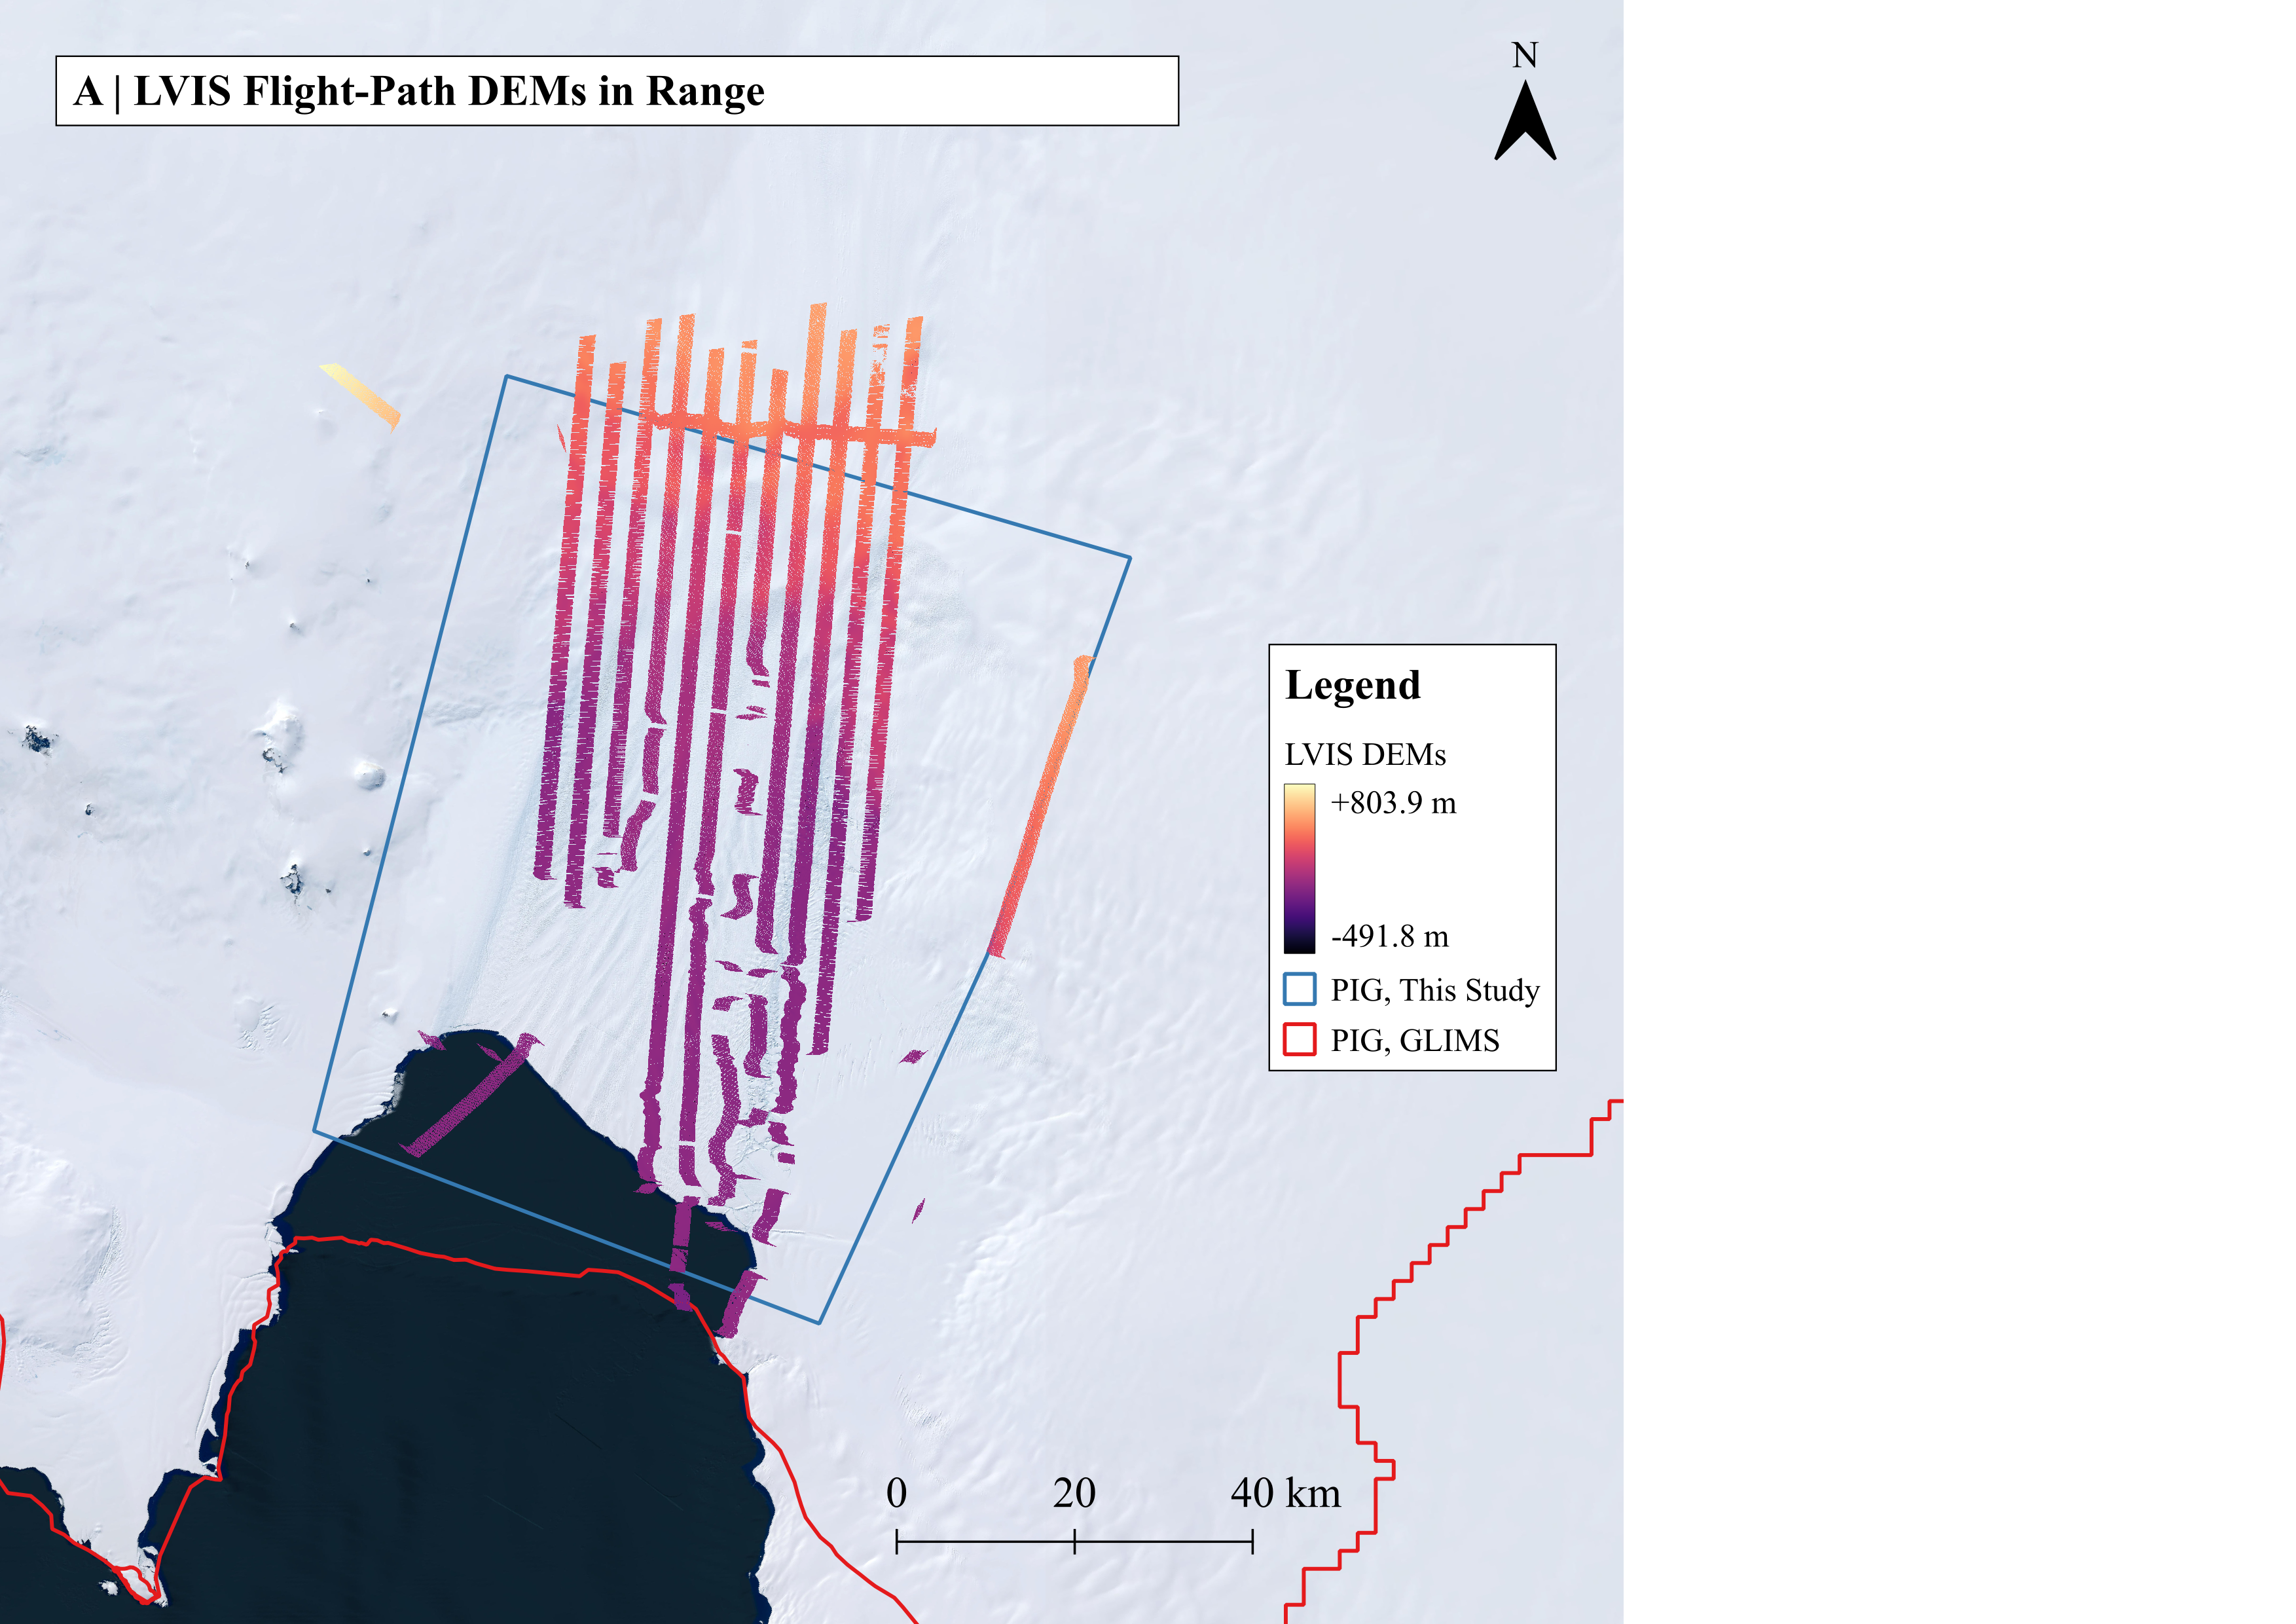 A | LVIS Flight-Path DEMs in Range
N
Legend
LVIS DEMs
+803.9 m
-491.8 m
PIG, This Study
PIG, GLIMS
0 20 40 km